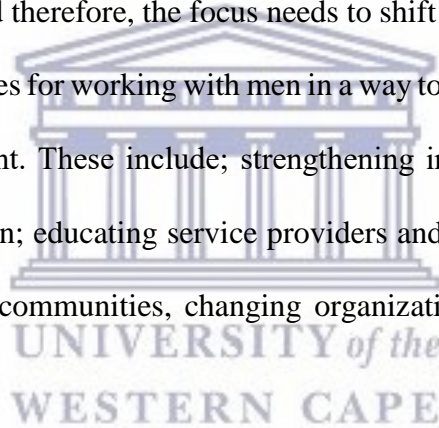 d therefore, the focus needs to shift
es for working with men in a way to
nt. These include; strengthening in
n; educating service providers and
communities, changing organizati
UNIVERSITY of the
WESTERN CAPE